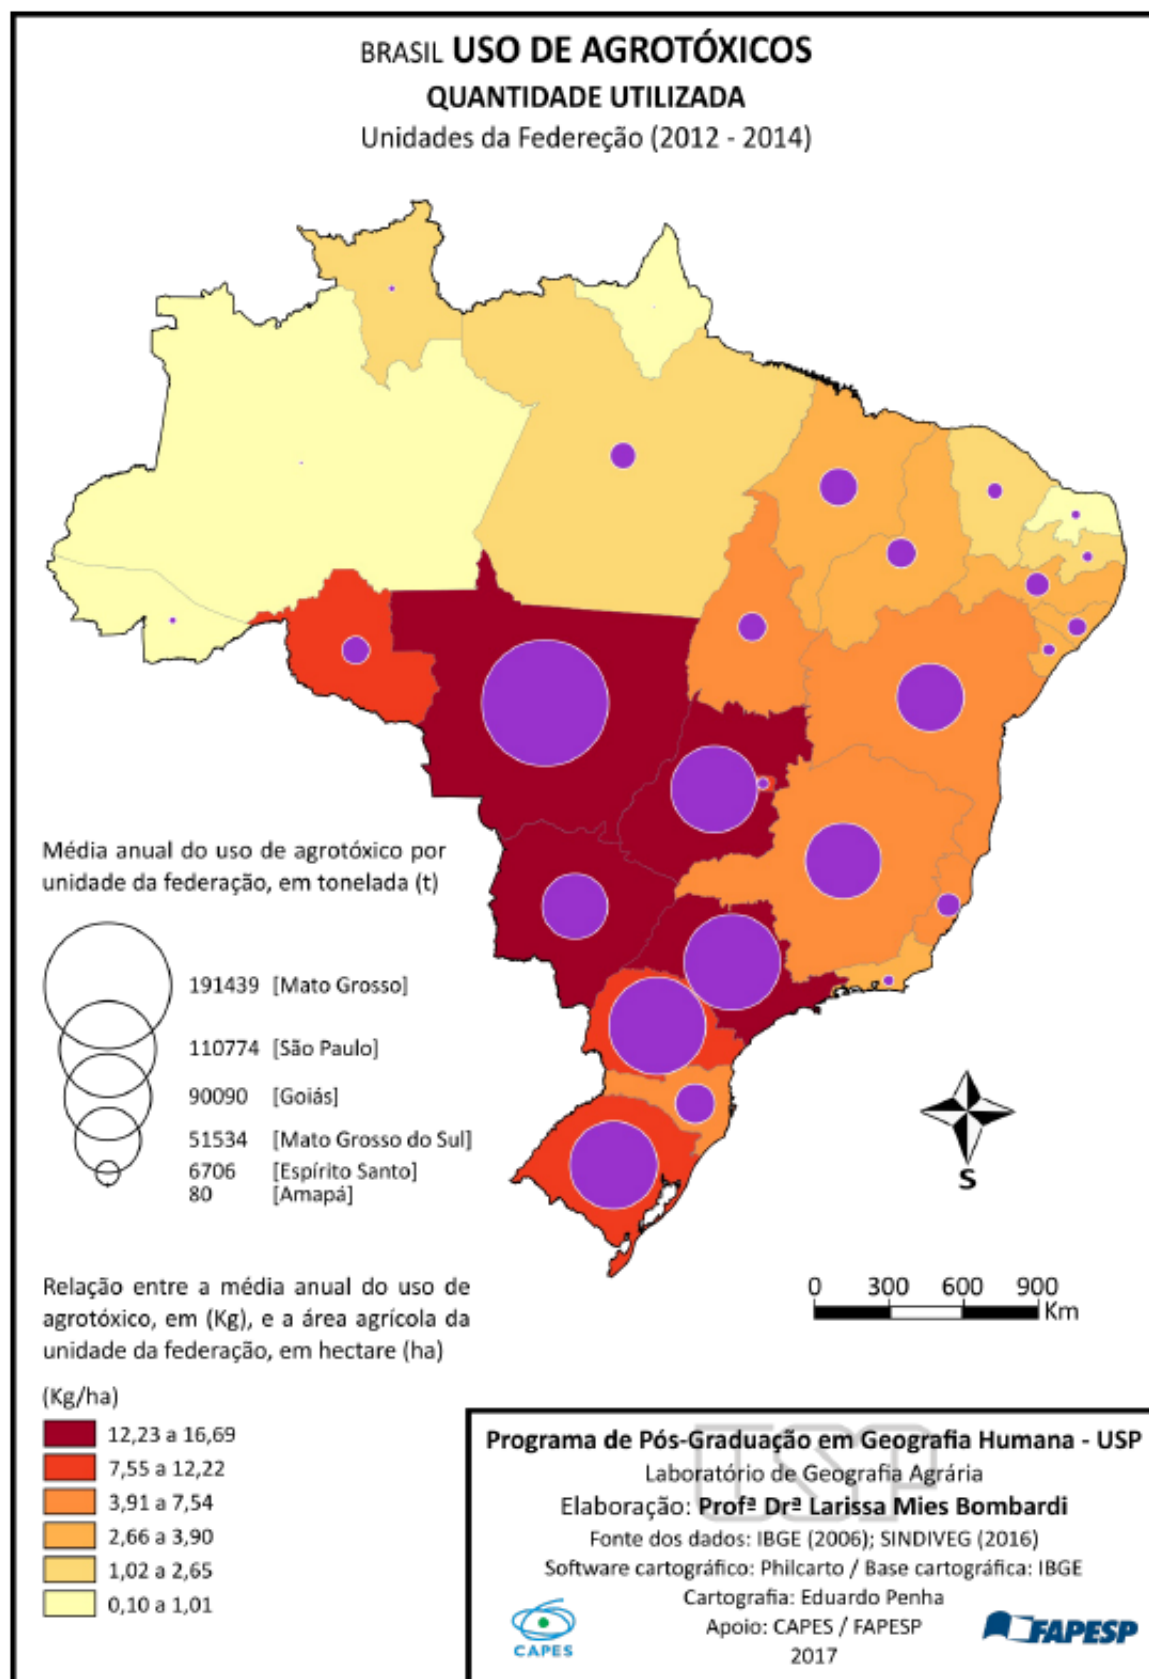 BRASIL USO DE AGROTÓXICOS
QUANTIDADE UTILIZADA
Unidades da Federeção (2012 - 2014)
Média anual do uso de agrotóxico por
unidade da federação, em tonelada (t)
191439 [Mato Grosso]
110774 [São Paulo]
90090 [Goiás]
51534 [Mato Grosso do Sul]
6706 [Espírito Santo]
80 [Amapá]
S
Relação entre a média anual do uso de
agrotóxico, em (Kg), e a área agrícola da
unidade da federação, em hectare (ha)
0 300 600 900
Km
(Kg/ha)
12,23 a 16,69
7,55 a 12,22
3,91 a 7,54
2,66 a 3,90
1,02 a 2,65
0,10 a 1,01
USP
Programa de Pós-Graduação em Geografia Humana - USP
Laboratório de Geografia Agrária
Elaboração: Profª Drª Larissa Mies Bombardi
Fonte dos dados: IBGE (2006); SINDIVEG (2016)
Software cartográfico: Philcarto / Base cartográfica: IBGE
Cartografia: Eduardo Penha
Apoio: CAPES / FAPESP
2017
CAPES
FAPESP